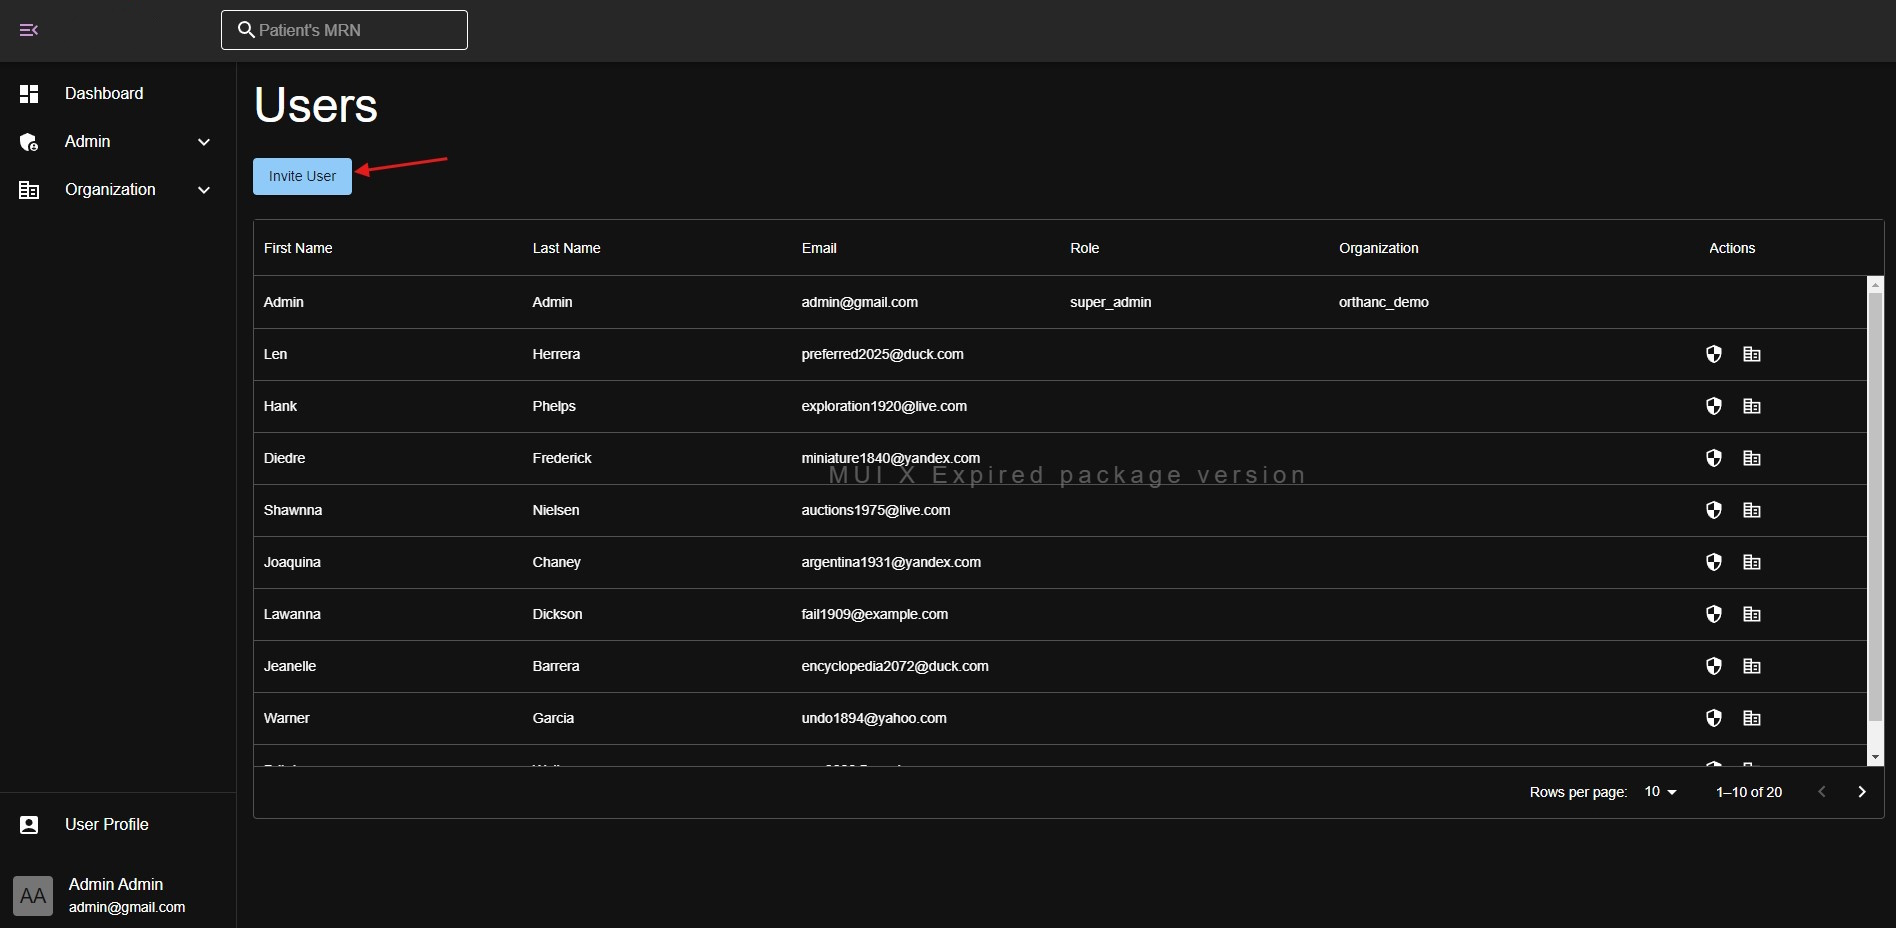 Patient's MRN
Dashboard
Admin
Organization
Users
Invite User
First Name Last Name Email Role Organization Actions
Admin Admin admin@gmail.com super_admin orthanc_demo
Len Herrera preferred2025@duck.com
Hank Phelps exploration1920@live.com
Diedre Frederick miniature1840@yandex.com
MUI X Expired package version
Shawnna Nielsen auctions1975@live.com
Joaquina Chaney argentina1931@yandex.com
Lawanna Dickson fail1909@example.com
Jeanelle Barrera encyclopedia2072@duck.com
Warner Garcia undo1894@yahoo.com
Rows per page: 10 1–10 of 20
User Profile
AA
Admin Admin
admin@gmail.com